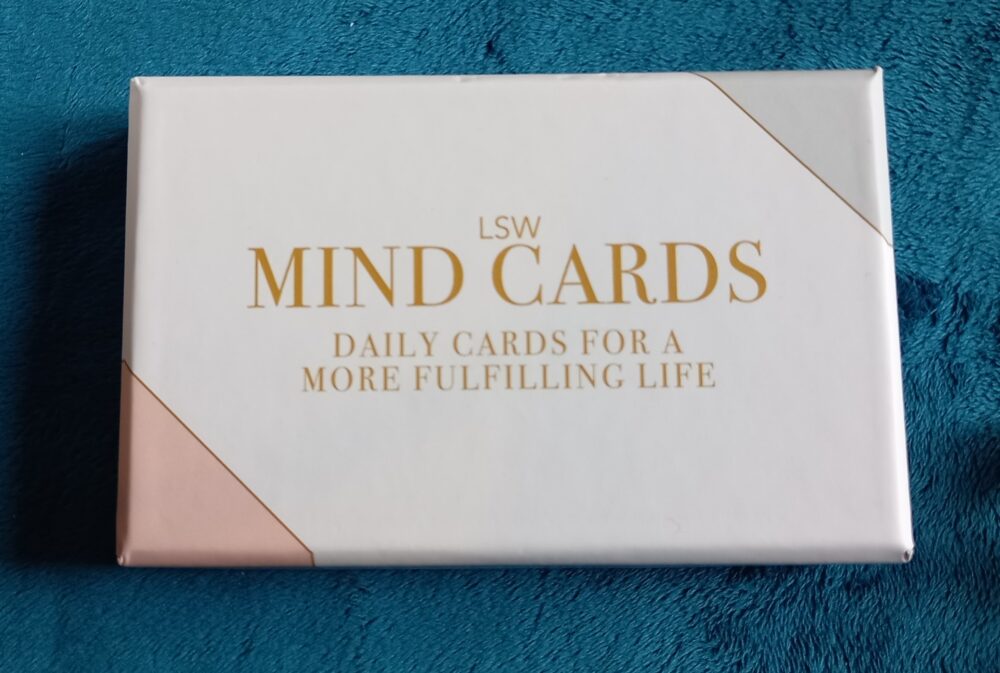 LSW
MIND CARDS
DAILY CARDS FOR A
MORE FULFILLING LIFE